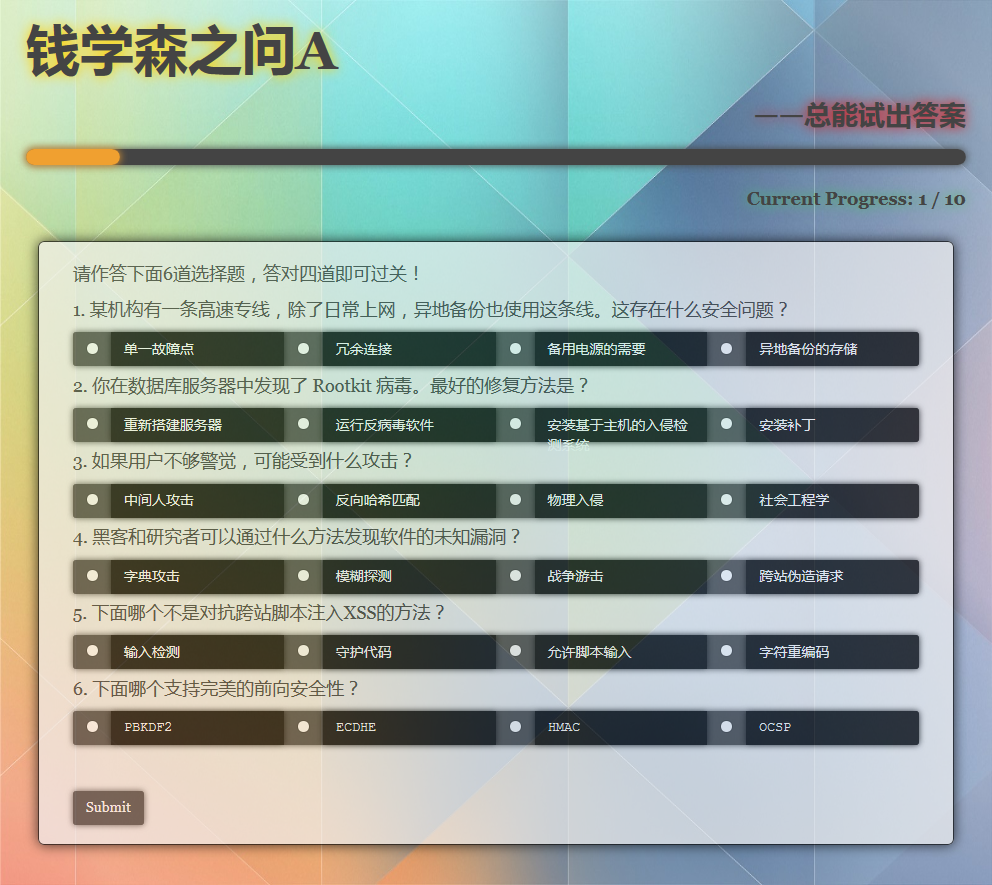 钱学森之问A
——总能试出答案
Current Progress: 1 / 10
请作答下面6道选择题，答对四道即可过关！
1. 某机构有一条高速专线，除了日常上网，异地备份也使用这条线。这存在什么安全问题？
单一故障点 冗余连接 备用电源的需要 异地备份的存储
2. 你在数据库服务器中发现了 Rootkit 病毒。最好的修复方法是？
重新搭建服务器 运行反病毒软件 安装基于主机的入侵检 安装补丁
测系统
3. 如果用户不够警觉，可能受到什么攻击？
中间人攻击 反向哈希匹配 物理入侵 社会工程学
4. 黑客和研究者可以通过什么方法发现软件的未知漏洞？
字典攻击 模糊探测 战争游击 跨站伪造请求
5. 下面哪个不是对抗跨站脚本注入XSS的方法？
输入检测 守护代码 允许脚本输入 字符重编码
6. 下面哪个支持完美的前向安全性？
PBKDF2 ECDHE HMAC OCSP
Submit